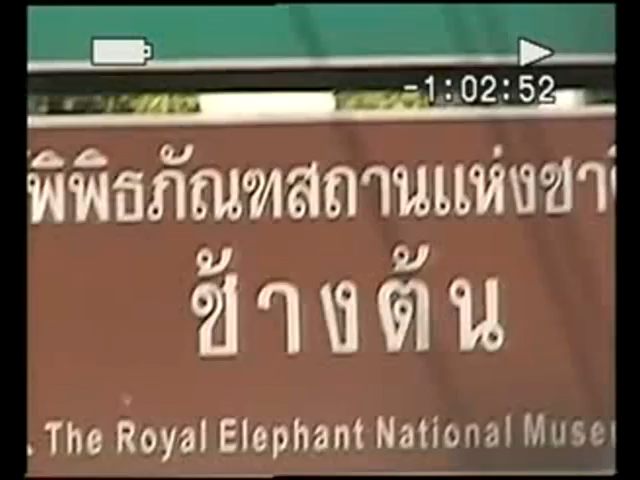 -1:02:52
พิพิธภัณฑสถานแห่งชา
ช้างต้น
. The Royal Elephant National Muse